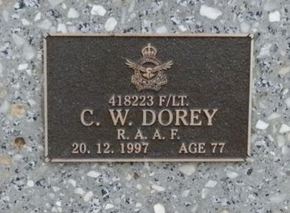 418223 F/LT.
C. W. DOREY
R. A. A. F.
20. 12. 1997 AGE 77